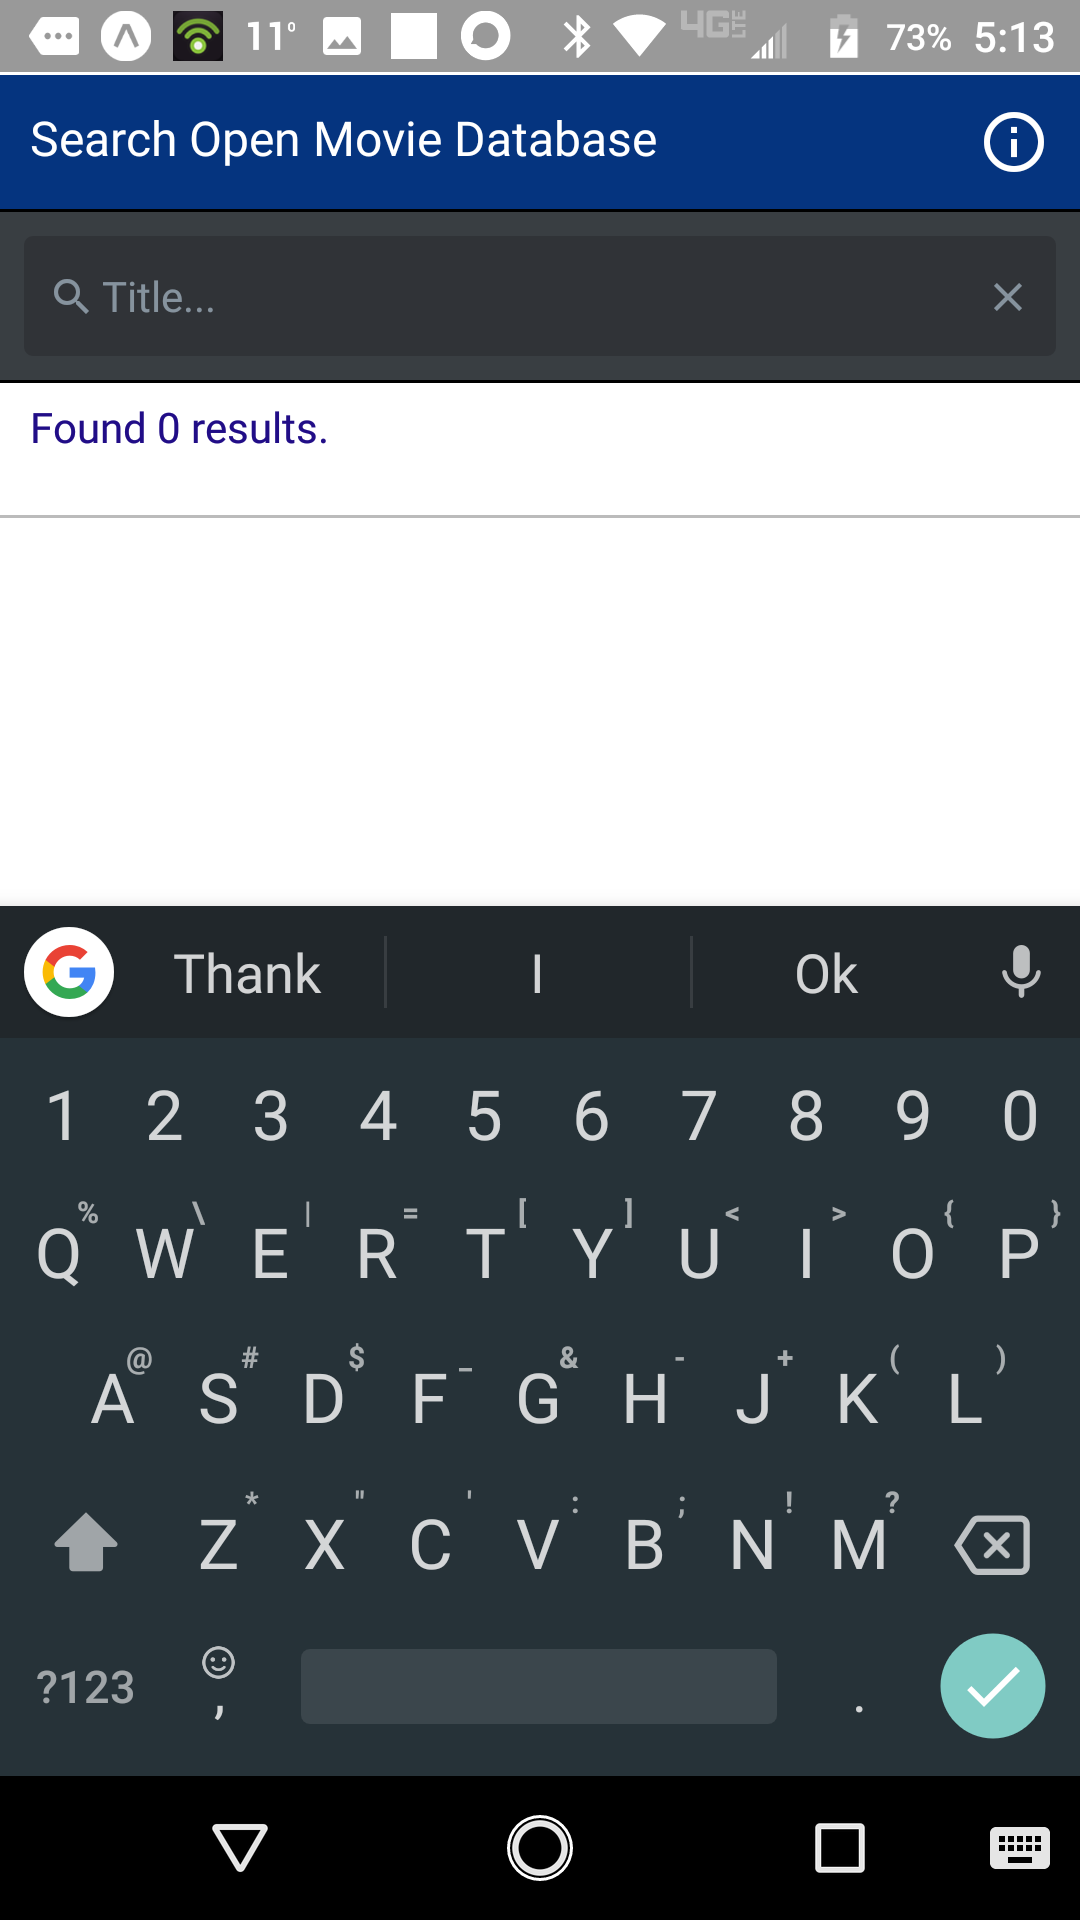 11° 4G LTE 73% 5:13
Search Open Movie Database
Title...
Found 0 results.
G Thank I Ok
1 2 3 4 5 6 7 8 9 0
Q % W \ E | R = T [ Y ] U < I > O { P }
A @ S # D $ F _ G & H - J + K ( L )
Z * X " C ' V : B ; N ! M ?
?123 , .